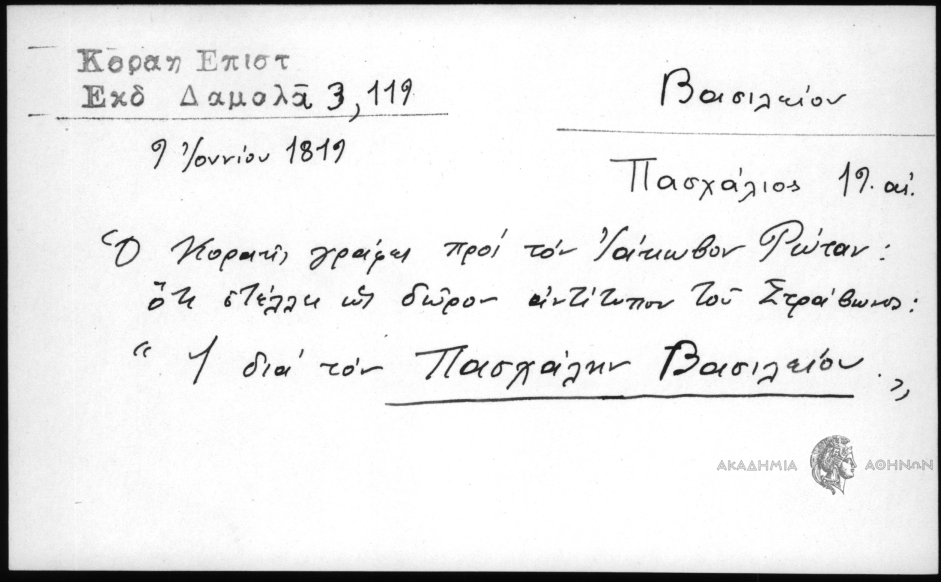 Κοραη Επιστ
Εκδ Δαμαλᾶ 3, 119
Βασιλείου
9 Ἰουνίου 1819
Πασχάλιος 19. αἰ.
Ὁ Κοραῆς γράφει πρὸς τὸν Ἰάκωβον Ρώταν:
ὅτι στέλλει ὡς δῶρον ἀντίτυπον τοῦ Στράβωνος:
“ 1 διὰ τὸν Πασχάλην Βασιλείου. „
ΑΚΑΔΗΜΙΑ ΑΘΗΝΩΝ